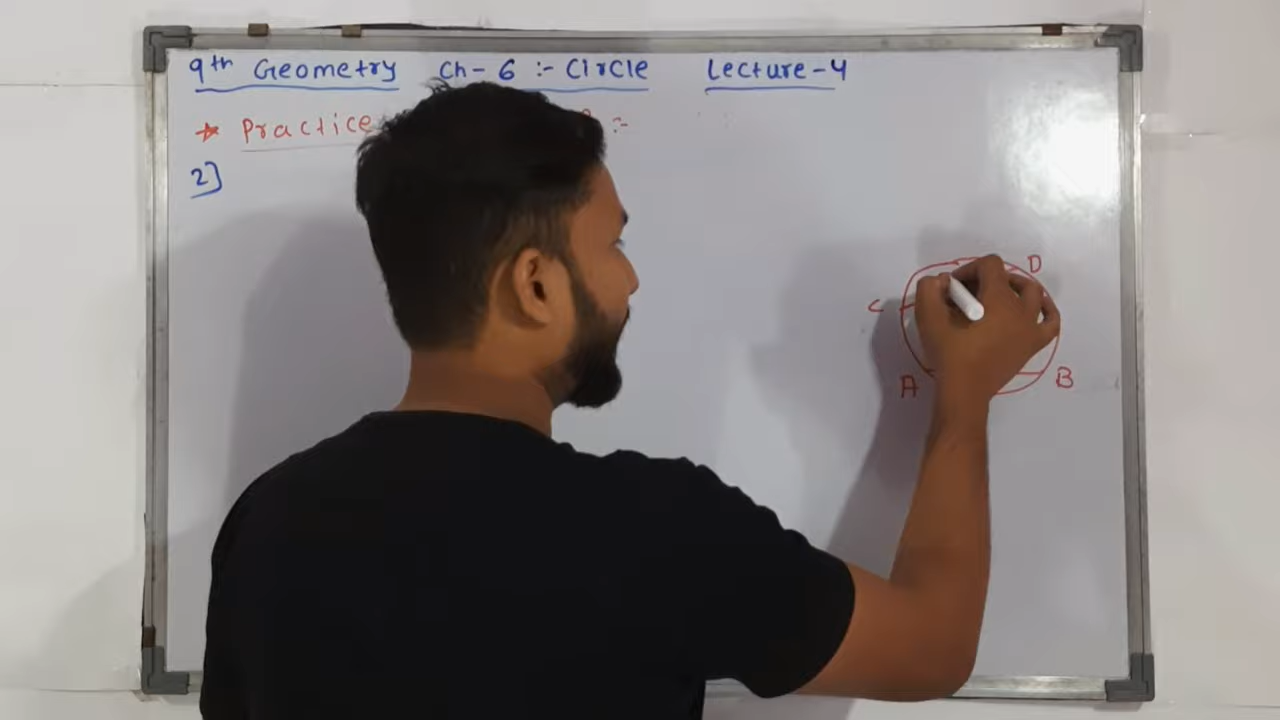 9th Geometry Ch- 6 :- Circle Lecture-4
* Practice :-
2]
D
C
A B